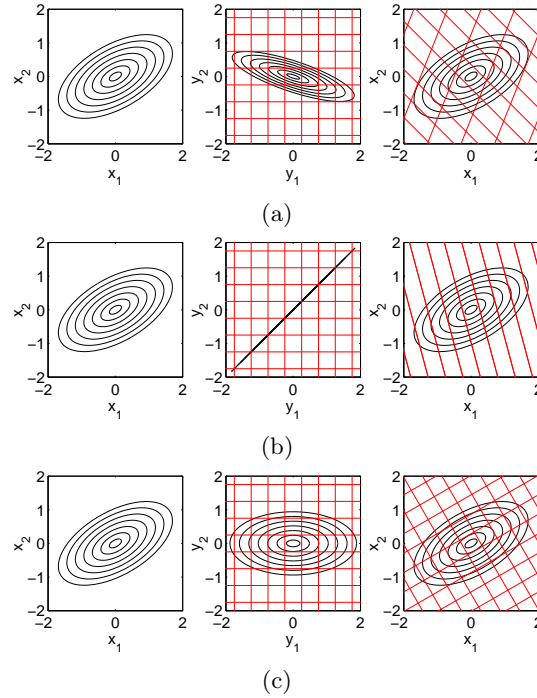 2 2 2
1 1 1
x₂ 0 y₂ 0 x₂ 0
−1 −1 −1
−2 −2 −2
−2 0 2 −2 0 2 −2 0 2
x₁ y₁ x₁
(a)
2 2 2
1 1 1
x₂ 0 y₂ 0 x₂ 0
−1 −1 −1
−2 −2 −2
−2 0 2 −2 0 2 −2 0 2
x₁ y₁ x₁
(b)
2 2 2
1 1 1
x₂ 0 y₂ 0 x₂ 0
−1 −1 −1
−2 −2 −2
−2 0 2 −2 0 2 −2 0 2
x₁ y₁ x₁
(c)